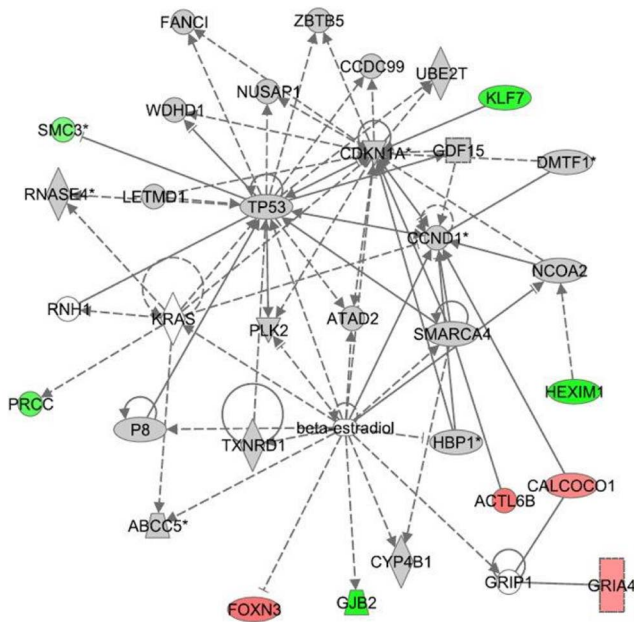 FANCI
ZBTB5
CCDC99
UBE2T
NUSAP1
KLF7
WDHD1
SMC3*
CDKN1A*
GDF15
DMTF1*
RNASE4*
LETMD1
TP53
CCND1*
NCOA2
RNH1
KRAS
PLK2
ATAD2
SMARCA4
PRCC
HEXIM1
P8
TXNRD1
beta-estradiol
HBP1*
ACTL6B
CALCOCO1
ABCC5*
CYP4B1
GRIP1
GRIA4
FOXN3
GJB2